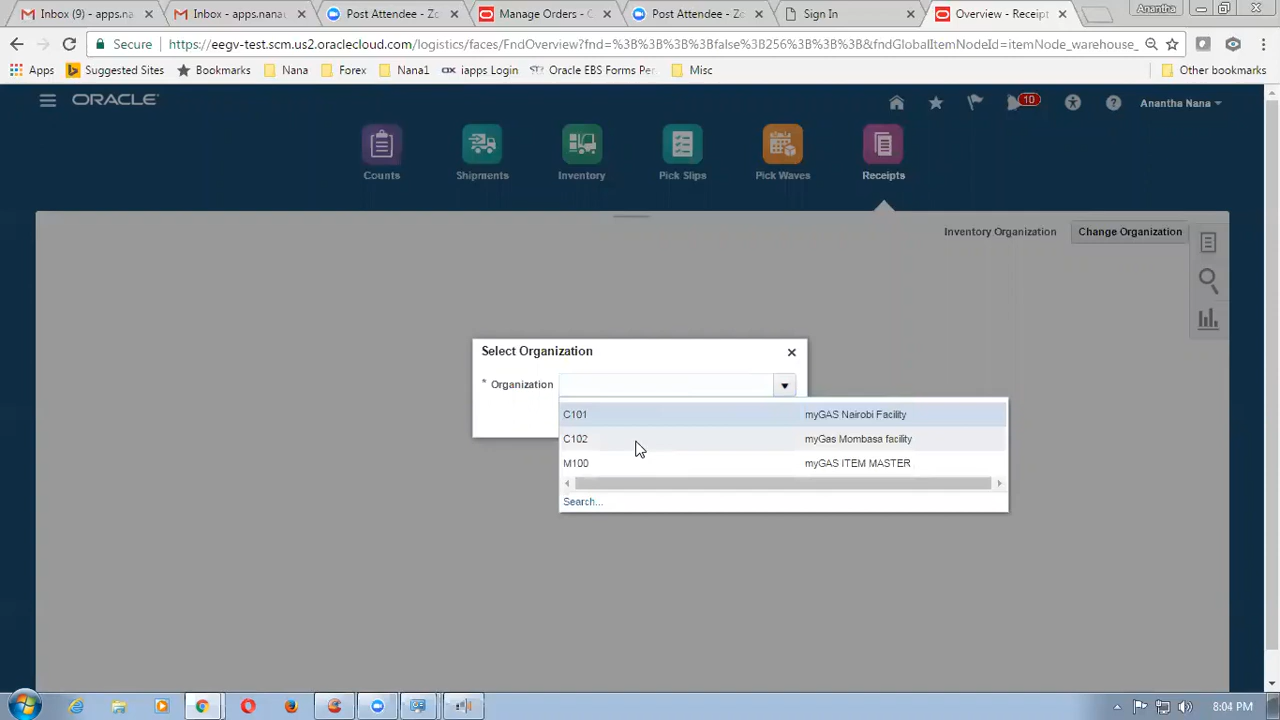 Inbox (9) - apps.nana
Inbox - apps.nana
Post Attendee - Zo
Manage Orders - C
Post Attendee - Zo
Sign In
Overview - Receipt
Anantha
Secure
https://eegv-test.scm.us2.oraclecloud.com/logistics/faces/FndOverview?fnd=%3B%3B%3B%3Bfalse%3B256%3B%3B%3B&fndGlobalItemNodeId=itemNode_warehouse_
Apps
Suggested Sites
Bookmarks
Nana
Forex
Nana1
iapps Login
Oracle EBS Forms Per
Misc
Other bookmarks
ORACLE
10
Anantha Nana
Counts
Shipments
Inventory
Pick Slips
Pick Waves
Receipts
Inventory Organization
Change Organization
Select Organization
* Organization
C101 myGAS Nairobi Facility
C102 myGas Mombasa facility
M100 myGAS ITEM MASTER
Search...
8:04 PM